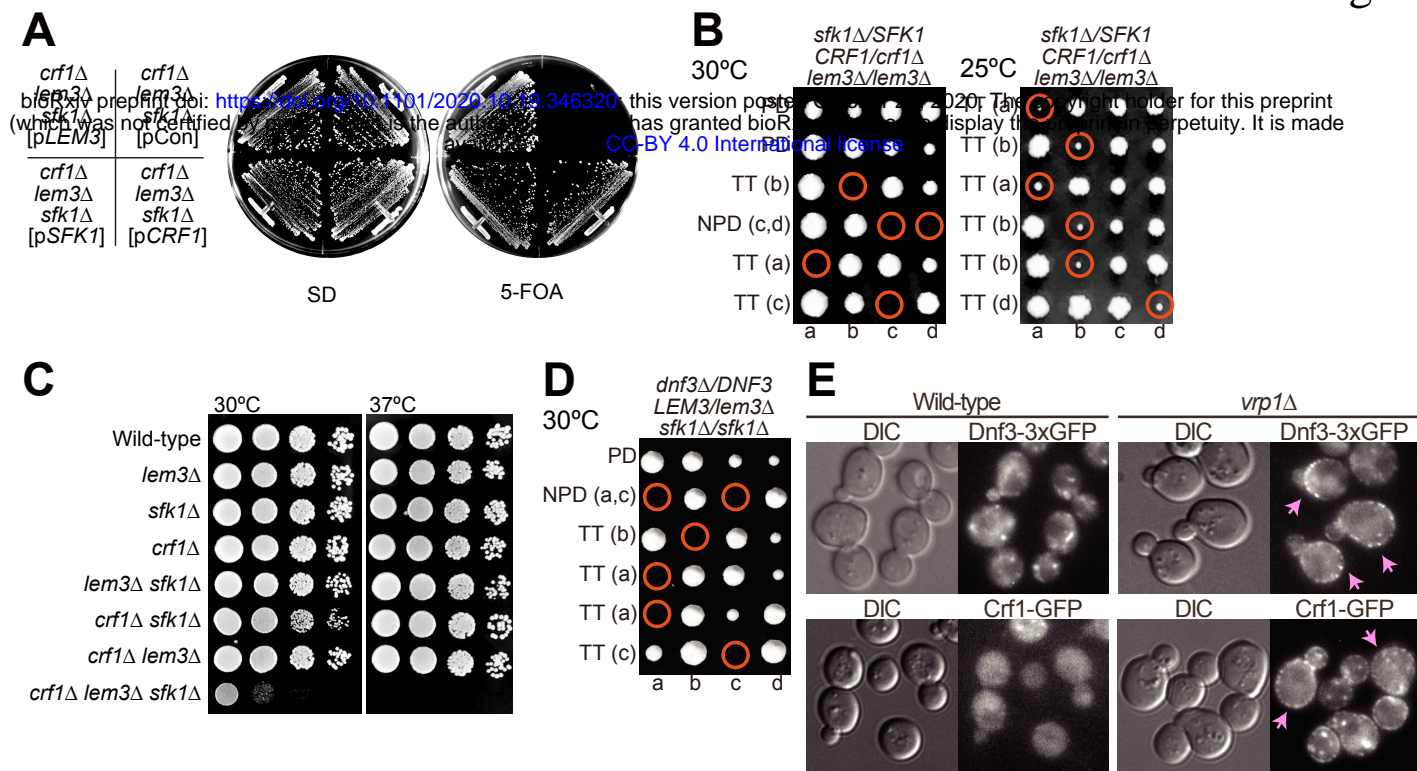 g
A
crf1Δ
lem3Δ
sfk1Δ
[pLEM3]
crf1Δ
lem3Δ
sfk1Δ
[pCon]
crf1Δ
lem3Δ
sfk1Δ
[pSFK1]
crf1Δ
lem3Δ
sfk1Δ
[pCRF1]
SD
5-FOA
bioRxiv preprint doi: https://doi.org/10.1101/2020.10.19.346320; this version poste 2020. The copyright holder for this preprint
(which was not certified is the auth has granted bioR display the preprint in perpetuity. It is made
CC-BY 4.0 International license
B
30ºC
sfk1Δ/SFK1
CRF1/crf1Δ
lem3Δ/lem3Δ
PD
PD
TT (b)
NPD (c,d)
TT (a)
TT (c)
a b c d
25ºC
sfk1Δ/SFK1
CRF1/crf1Δ
lem3Δ/lem3Δ
TT (a)
TT (b)
TT (a)
TT (b)
TT (b)
TT (d)
a b c d
C
30ºC 37ºC
Wild-type
lem3Δ
sfk1Δ
crf1Δ
lem3Δ sfk1Δ
crf1Δ sfk1Δ
crf1Δ lem3Δ
crf1Δ lem3Δ sfk1Δ
D
30ºC
dnf3Δ/DNF3
LEM3/lem3Δ
sfk1Δ/sfk1Δ
PD
NPD (a,c)
TT (b)
TT (a)
TT (a)
TT (c)
a b c d
E
Wild-type vrp1Δ
DIC Dnf3-3xGFP DIC Dnf3-3xGFP
DIC Crf1-GFP DIC Crf1-GFP